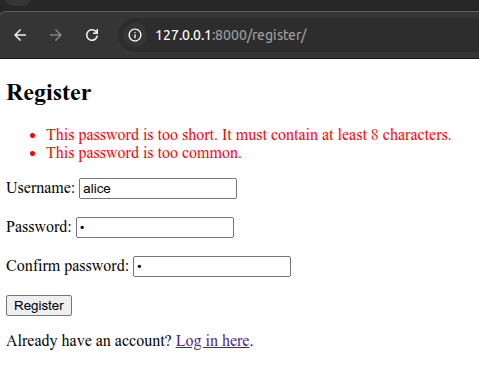 127.0.0.1:8000/register/
Register
• This password is too short. It must contain at least 8 characters.
• This password is too common.
Username: alice
Password: •
Confirm password: •
Register
Already have an account? Log in here.